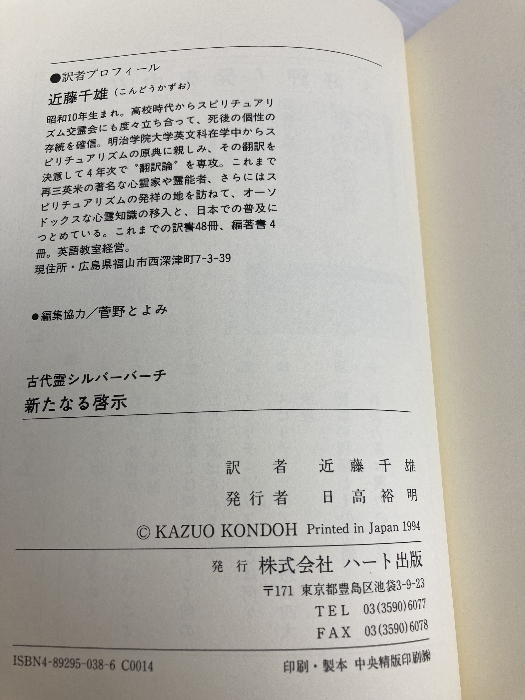 ●訳者プロフィール
近藤千雄(こんどうかずお)
昭和10年生まれ。高校時代からスピリチュアリ
ズム交霊会にも度々立ち合って、死後の個性の
存続を確信。明治学院大学英文科在学中からス
ピリチュアリズムの原典に親しみ、その翻訳を
決意して4年次で〝翻訳論〟を専攻。これまで
再三英米の著名な心霊家や霊能者、さらにはス
ピリチュアリズムの発祥の地を訪ねて、オーソ
ドックスな心霊知識の移入と、日本での普及に
つとめている。これまでの訳書48冊、編著書4
冊。英語教室経営。
現住所・広島県福山市西深津町7-3-39
●編集協力/菅野とよみ
古代霊シルバーバーチ
新たなる啓示
訳者 近藤千雄
発行者 日高裕明
© KAZUO KONDOH Printed in Japan 1994
発行 株式会社 ハート出版
〒171 東京都豊島区池袋3-9-23
TEL 03(3590)6077
FAX 03(3590)6078
ISBN4-89295-038-6 C0014
印刷・製本 中央精版印刷㈱